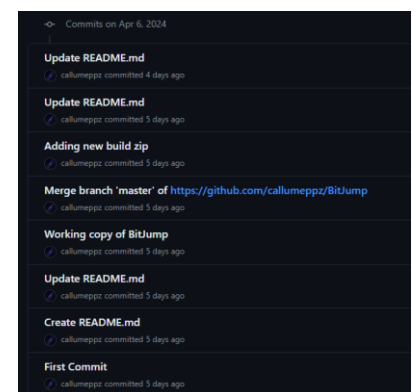 Commits on Apr 6, 2024
Update README.md
callumeppz committed 4 days ago
Update README.md
callumeppz committed 5 days ago
Adding new build zip
callumeppz committed 5 days ago
Merge branch 'master' of https://github.com/callumeppz/BitJump
callumeppz committed 5 days ago
Working copy of BitJump
callumeppz committed 5 days ago
Update README.md
callumeppz committed 5 days ago
Create README.md
callumeppz committed 5 days ago
First Commit
callumeppz committed 5 days ago